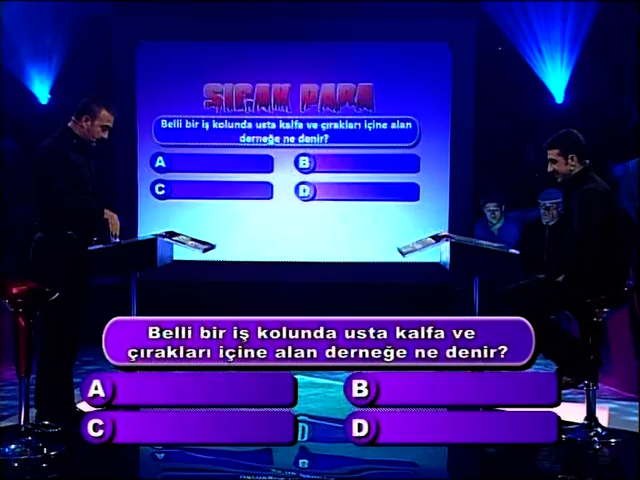 SICAK PARA
Belli bir iş kolunda usta kalfa ve çırakları içine alan
derneğe ne denir?
A
B
C
D
Belli bir iş kolunda usta kalfa ve
çırakları içine alan derneğe ne denir?
A
B
C
D